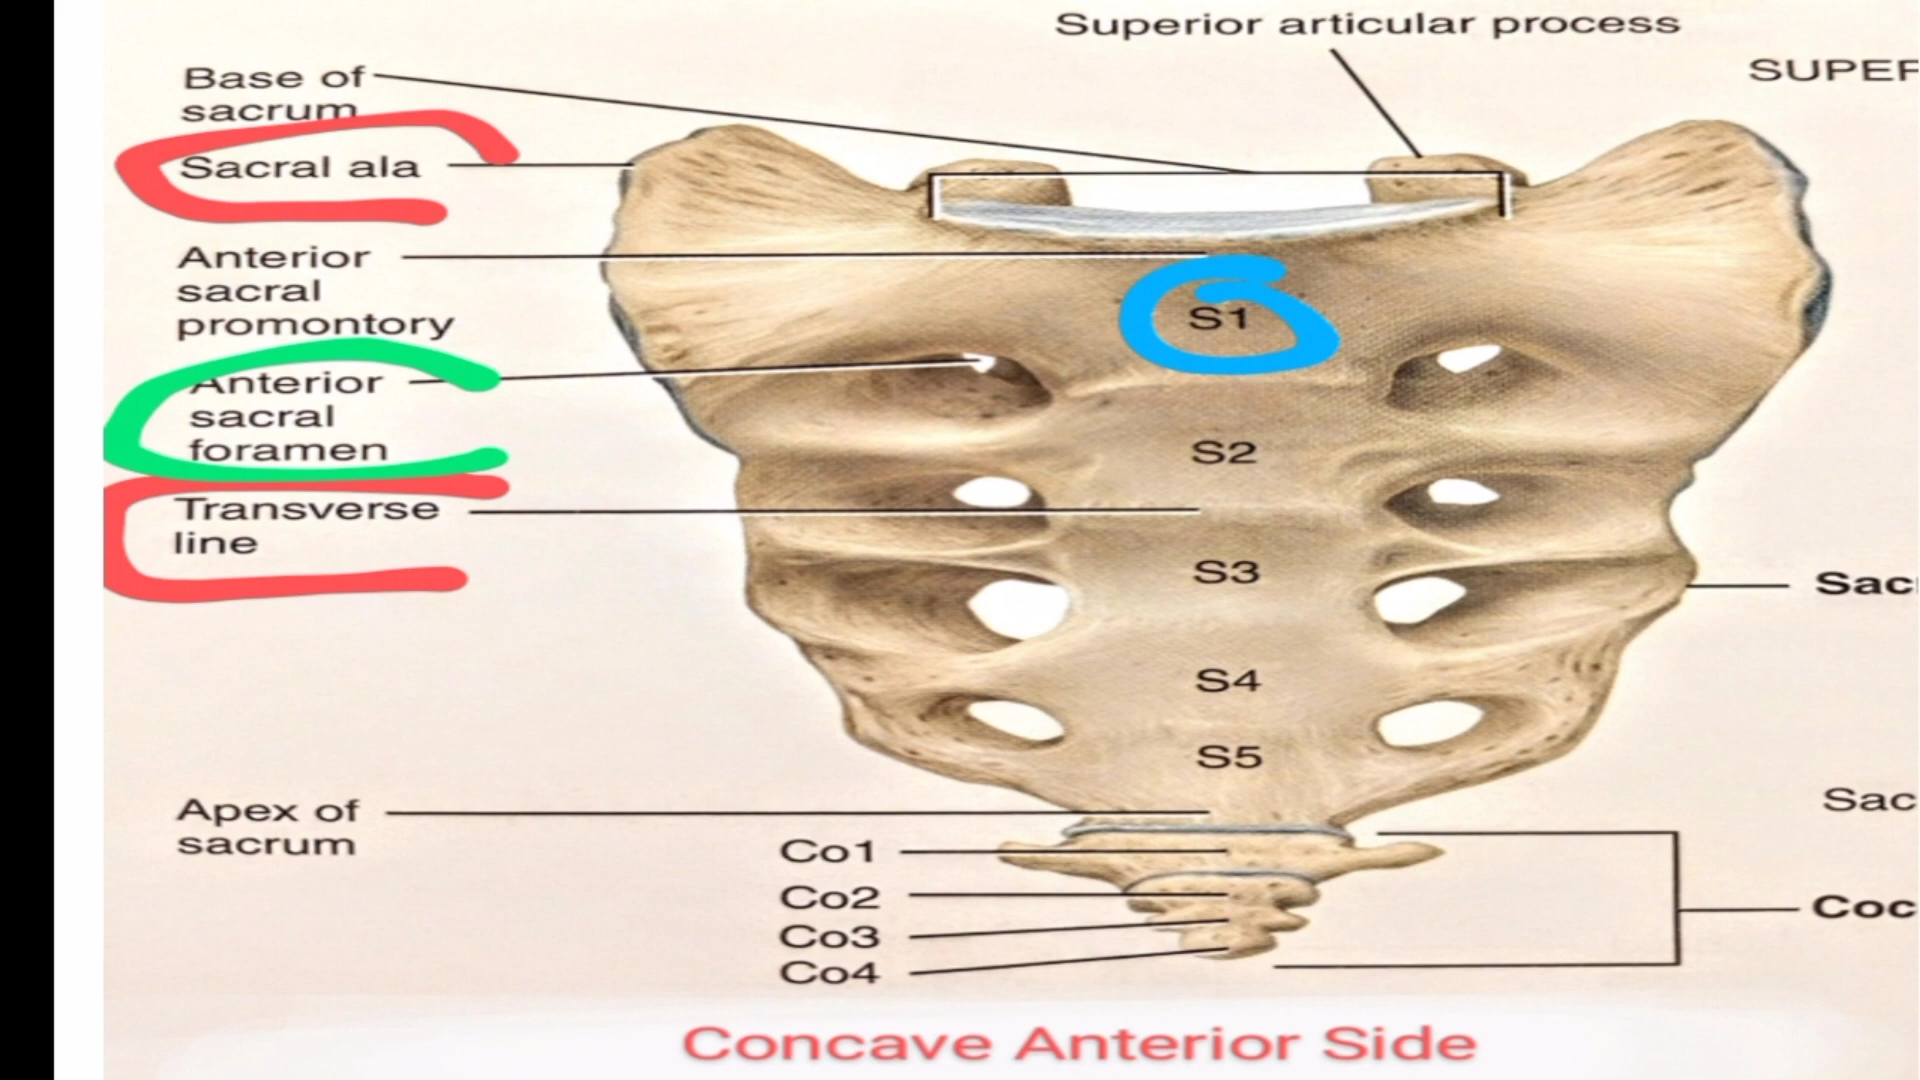 Superior articular process
Base of
sacrum
SUPER
Sacral ala
Anterior
sacral
promontory
S1
Anterior
sacral
foramen
S2
Transverse
line
S3
Sac
S4
S5
Sac
Apex of
sacrum
Co1
Co2
Co3
Co4
Coc
Concave Anterior Side